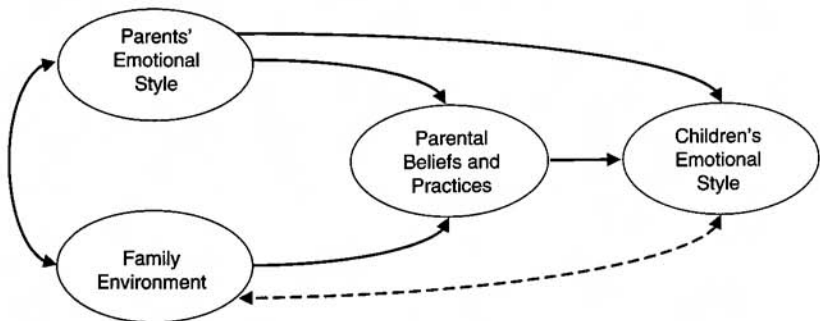 Parents'
Emotional
Style
Parental
Beliefs and
Practices
Children's
Emotional
Style
Family
Environment